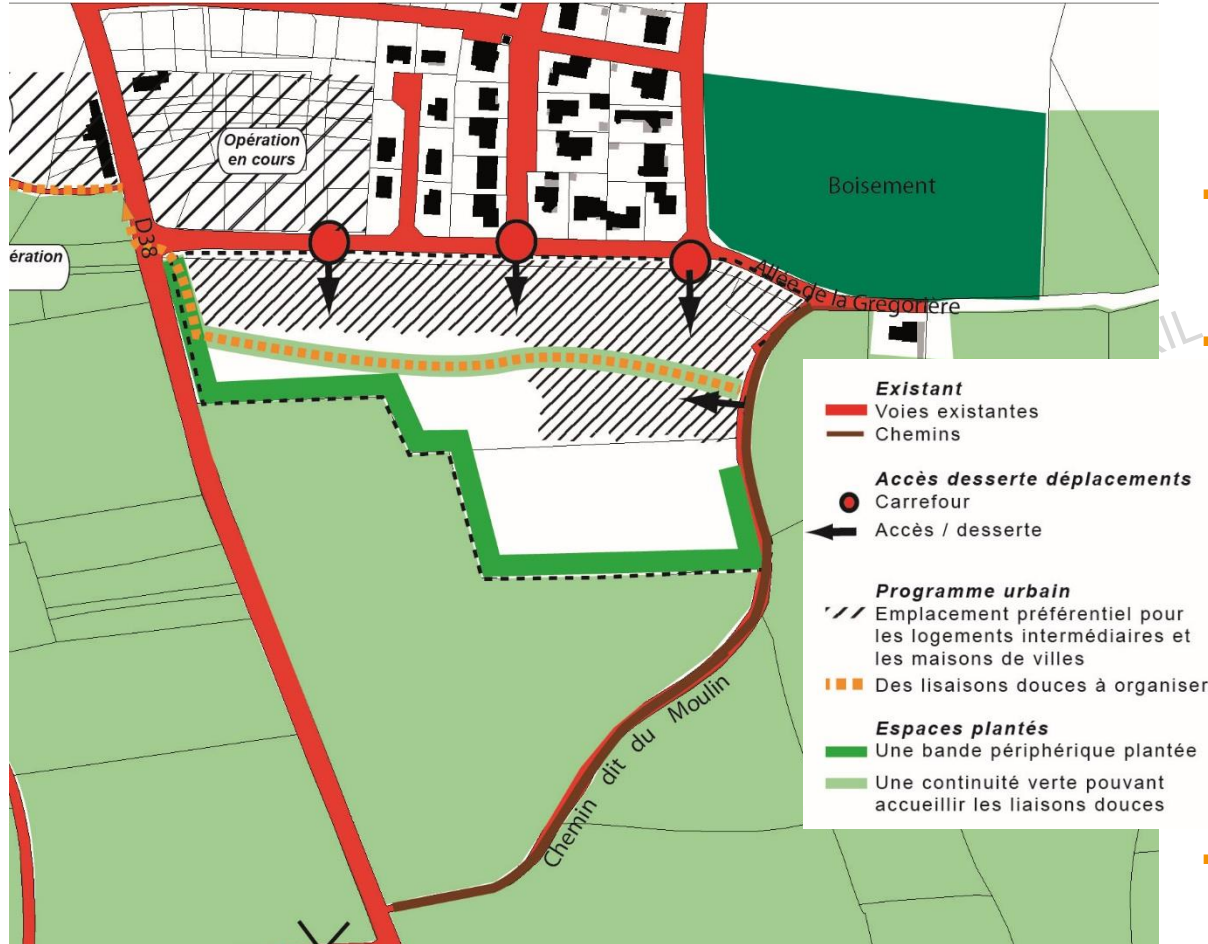 Opération
en cours
Boisement
D38
ération
Allée de la Gregorière
IL
Existant
Voies existantes
Chemins
Accès desserte déplacements
Carrefour
Accès / desserte
Programme urbain
Emplacement préférentiel pour
les logements intermédiaires et
les maisons de villes
Des lisaisons douces à organiser
Espaces plantés
Une bande périphérique plantée
Une continuité verte pouvant
accueillir les liaisons douces
Chemin dit du Moulin